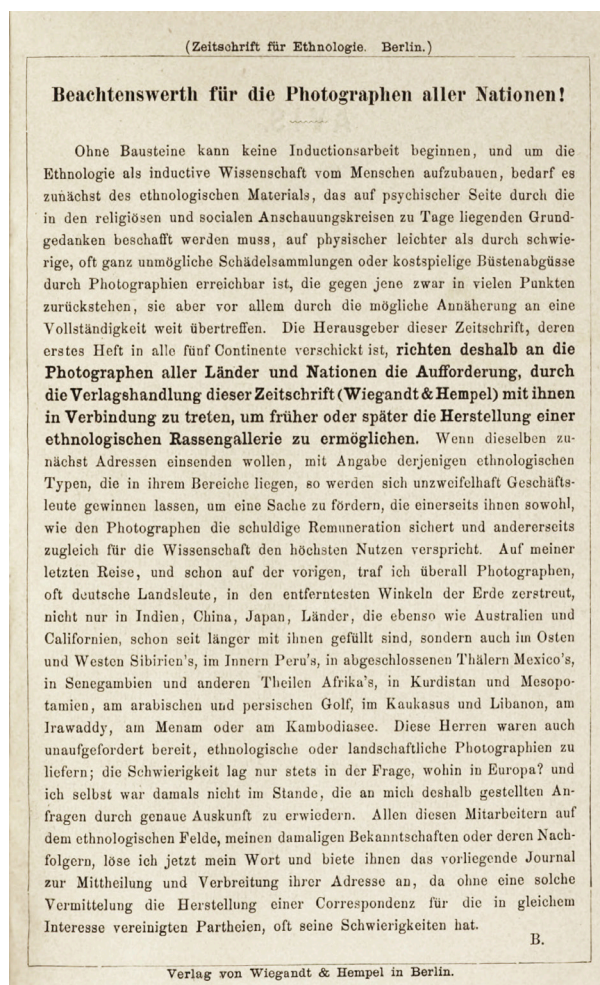 (Zeitschrift für Ethnologie. Berlin.)
Beachtenswerth für die Photographen aller Nationen!
Ohne Bausteine kann keine Inductionsarbeit beginnen, und um die
Ethnologie als inductive Wissenschaft vom Menschen aufzubauen, bedarf es
zunächst des ethnologischen Materials, das auf psychischer Seite durch die
in den religiösen und socialen Anschauungskreisen zu Tage liegenden Grund-
gedanken beschafft werden muss, auf physischer leichter als durch schwie-
rige, oft ganz unmögliche Schädelsammlungen oder kostspielige Büstenabgüsse
durch Photographien erreichbar ist, die gegen jene zwar in vielen Punkten
zurückstehen, sie aber vor allem durch die mögliche Annäherung an eine
Vollständigkeit weit übertreffen. Die Herausgeber dieser Zeitschrift, deren
erstes Heft in alle fünf Continente verschickt ist, richten deshalb an die
Photographen aller Länder und Nationen die Aufforderung, durch
die Verlagshandlung dieser Zeitschrift (Wiegandt & Hempel) mit ihnen
in Verbindung zu treten, um früher oder später die Herstellung einer
ethnologischen Rassengallerie zu ermöglichen. Wenn dieselben zu-
nächst Adressen einsenden wollen, mit Angabe derjenigen ethnologischen
Typen, die in ihrem Bereiche liegen, so werden sich unzweifelhaft Geschäfts-
leute gewinnen lassen, um eine Sache zu fördern, die einerseits ihnen sowohl,
wie den Photographen die schuldige Remuneration sichert und andererseits
zugleich für die Wissenschaft den höchsten Nutzen verspricht. Auf meiner
letzten Reise, und schon auf der vorigen, traf ich überall Photographen,
oft deutsche Landsleute, in den entferntesten Winkeln der Erde zerstreut,
nicht nur in Indien, China, Japan, Länder, die ebenso wie Australien und
Californien, schon seit länger mit ihnen gefüllt sind, sondern auch im Osten
und Westen Sibirien's, im Innern Peru's, in abgeschlossenen Thälern Mexico's,
in Senegambien und anderen Theilen Afrika's, in Kurdistan und Mesopo-
tamien, am arabischen und persischen Golf, im Kaukasus und Libanon, am
Irawaddy, am Menam oder am Kambodiasee. Diese Herren waren auch
unaufgefordert bereit, ethnologische oder landschaftliche Photographien zu
liefern; die Schwierigkeit lag nur stets in der Frage, wohin in Europa? und
ich selbst war damals nicht im Stande, die an mich deshalb gestellten An-
fragen durch genaue Auskunft zu erwiedern. Allen diesen Mitarbeitern auf
dem ethnologischen Felde, meinen damaligen Bekanntschaften oder deren Nach-
folgern, löse ich jetzt mein Wort und biete ihnen das vorliegende Journal
zur Mittheilung und Verbreitung ihrer Adresse an, da ohne eine solche
Vermittelung die Herstellung einer Correspondenz für die in gleichem
Interesse vereinigten Partheien, oft seine Schwierigkeiten hat.
B.
Verlag von Wiegandt & Hempel in Berlin.